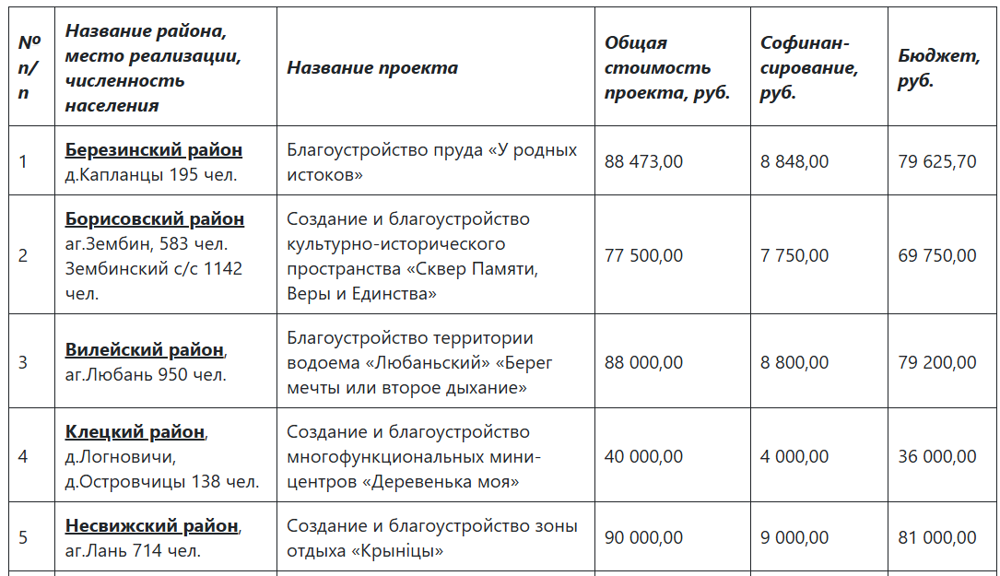 № п/п
Название района, место реализации, численность населения
Название проекта
Общая стоимость проекта, руб.
Софинан-сирование, руб.
Бюджет, руб.
1
Березинский район
д.Капланцы 195 чел.
Благоустройство пруда «У родных
истоков»
88 473,00
8 848,00
79 625,70
2
Борисовский район
аг.Зембин, 583 чел.
Зембинский с/с 1142
чел.
Создание и благоустройство
культурно-исторического
пространства «Сквер Памяти,
Веры и Единства»
77 500,00
7 750,00
69 750,00
3
Вилейский район,
аг.Любань 950 чел.
Благоустройство территории
водоема «Любаньский» «Берег
мечты или второе дыхание»
88 000,00
8 800,00
79 200,00
4
Клецкий район,
д.Логновичи,
д.Островчицы 138 чел.
Создание и благоустройство
многофункциональных мини-
центров «Деревенька моя»
40 000,00
4 000,00
36 000,00
5
Несвижский район,
аг.Лань 714 чел.
Создание и благоустройство зоны
отдыха «Крыніцы»
90 000,00
9 000,00
81 000,00